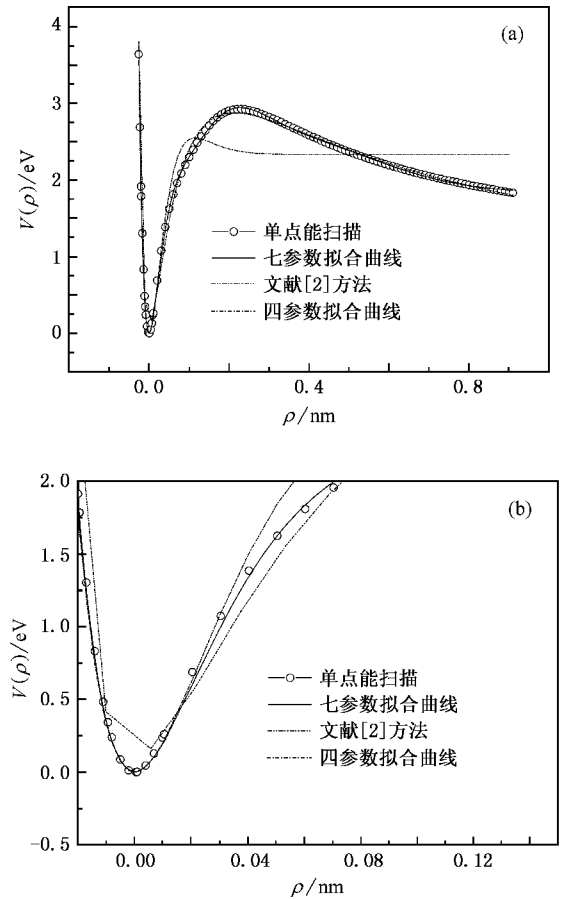 (a)
4
3
2
1
0
V(ρ)/eV
单点能扫描
七参数拟合曲线
文献[2]方法
四参数拟合曲线
0.0 0.4 0.8
ρ/nm
(b)
2.0
1.5
1.0
0.5
0.0
-0.5
V(ρ)/eV
单点能扫描
七参数拟合曲线
文献[2]方法
四参数拟合曲线
0.00 0.04 0.08 0.12
ρ/nm